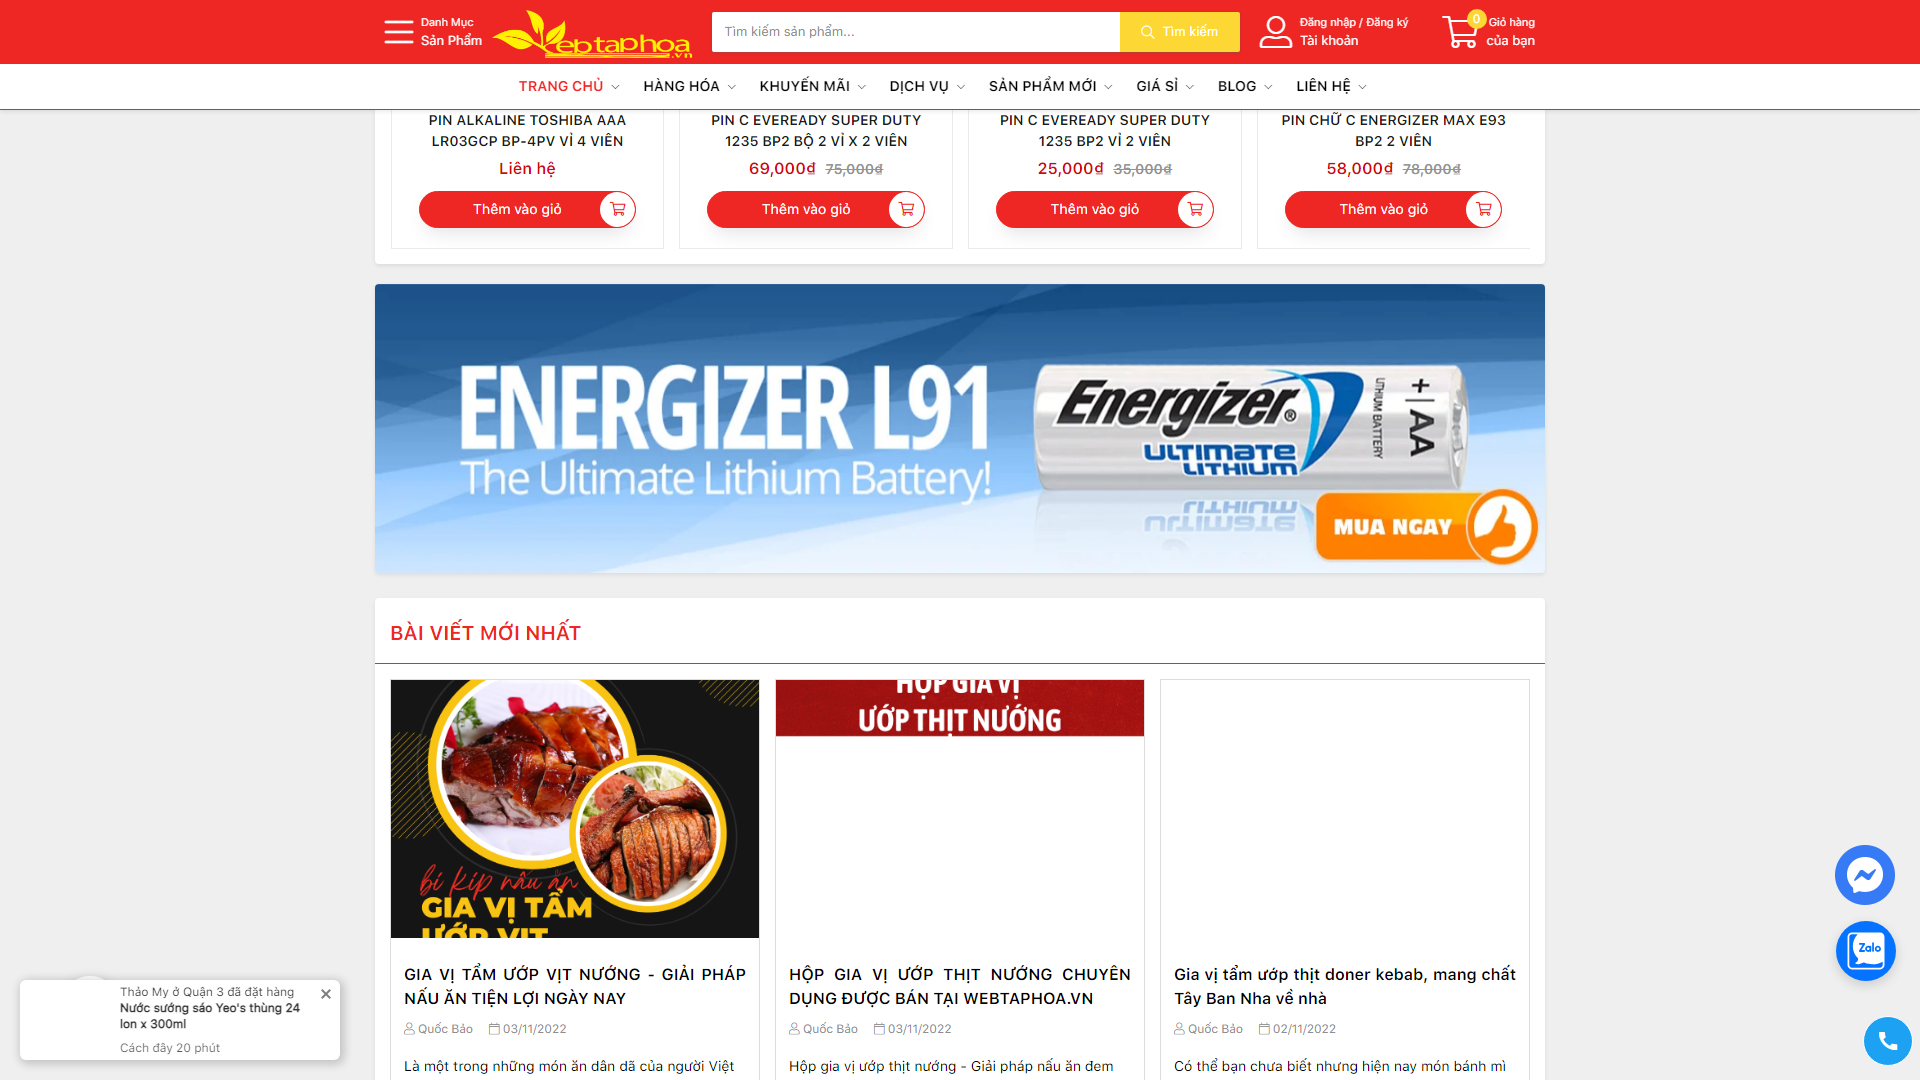 Danh Mục
Sản Phẩm
ebtaphoa
.vn
Tìm kiếm sản phẩm...
Tìm kiếm
Đăng nhập / Đăng ký
Tài khoản
0
Giỏ hàng
của bạn
TRANG CHỦ
HÀNG HÓA
KHUYẾN MÃI
DỊCH VỤ
SẢN PHẨM MỚI
GIÁ SỈ
BLOG
LIÊN HỆ
PIN ALKALINE TOSHIBA AAA
LR03GCP BP-4PV VỈ 4 VIÊN
Liên hệ
Thêm vào giỏ
PIN C EVEREADY SUPER DUTY
1235 BP2 BỘ 2 VỈ X 2 VIÊN
69,000₫ 75,000₫
Thêm vào giỏ
PIN C EVEREADY SUPER DUTY
1235 BP2 VỈ 2 VIÊN
25,000₫ 35,000₫
Thêm vào giỏ
PIN CHỮ C ENERGIZER MAX E93
BP2 2 VIÊN
58,000₫ 78,000₫
Thêm vào giỏ
ENERGIZER L91
The Ultimate Lithium Battery!
Energizer®
ULTIMATE
LITHIUM
LITHIUM BATTERY
+ AA
MUA NGAY
BÀI VIẾT MỚI NHẤT
bí kíp nấu ăn
GIA VỊ TẨM
ƯỚP VỊT
GIA VỊ TẨM ƯỚP VỊT NƯỚNG - GIẢI PHÁP
NẤU ĂN TIỆN LỢI NGÀY NAY
Quốc Bảo 03/11/2022
Là một trong những món ăn dân dã của người Việt
HỘP GIA VỊ
ƯỚP THỊT NƯỚNG
HỘP GIA VỊ ƯỚP THỊT NƯỚNG CHUYÊN
DỤNG ĐƯỢC BÁN TẠI WEBTAPHOA.VN
Quốc Bảo 03/11/2022
Hộp gia vị ướp thịt nướng - Giải pháp nấu ăn đem
Gia vị tẩm ướp thịt doner kebab, mang chất
Tây Ban Nha về nhà
Quốc Bảo 02/11/2022
Có thể bạn chưa biết nhưng hiện nay món bánh mì
Thảo My ở Quận 3 đã đặt hàng
Nước sướng sáo Yeo's thùng 24
lon x 300ml
Cách đây 20 phút
Zalo